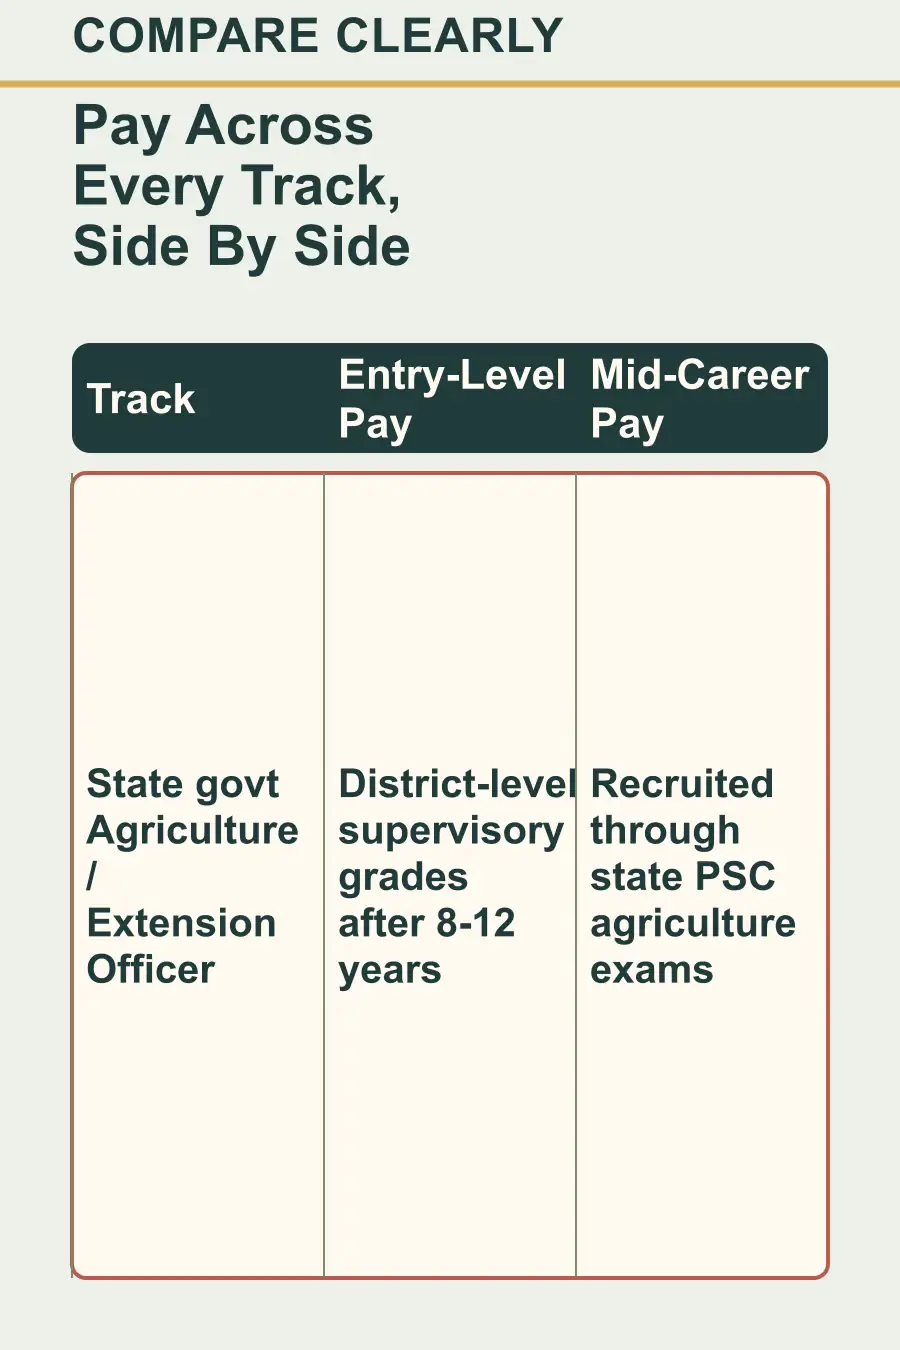 COMPARE CLEARLY
Pay Across
Every Track,
Side By Side
Track
Entry-Level
Pay
Mid-Career
Pay
State govt
Agriculture
/
Extension
Officer
District-level
supervisory
grades
after 8-12
years
Recruited
through
state PSC
agriculture
exams